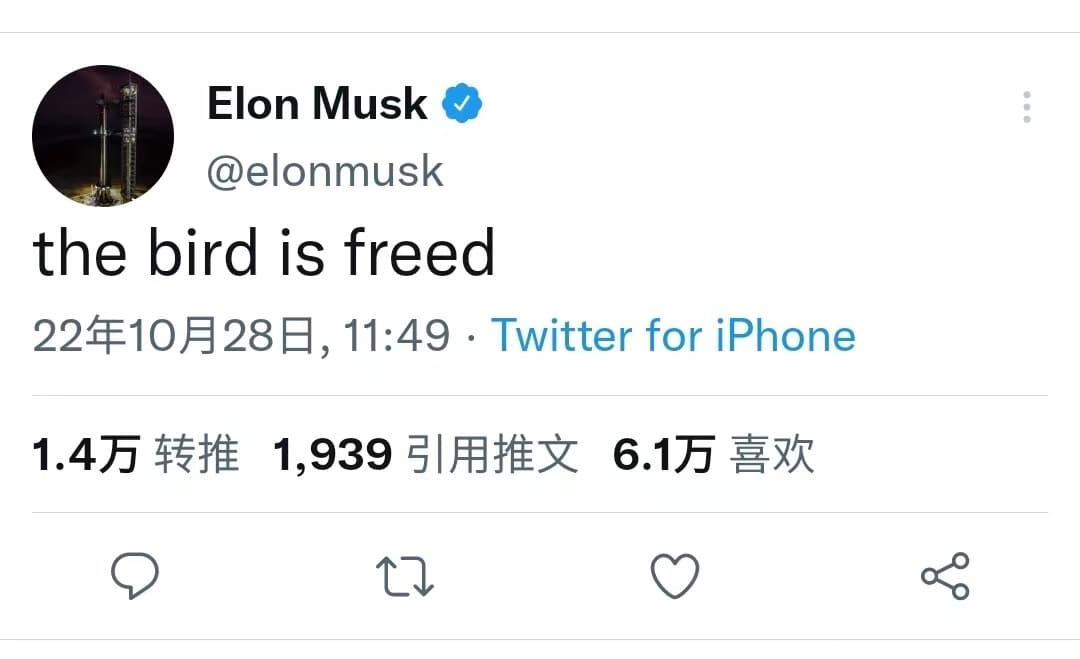 Elon Musk
@elonmusk
the bird is freed
22年10月28日, 11:49 · Twitter for iPhone
1.4万 转推 1,939 引用推文 6.1万 喜欢